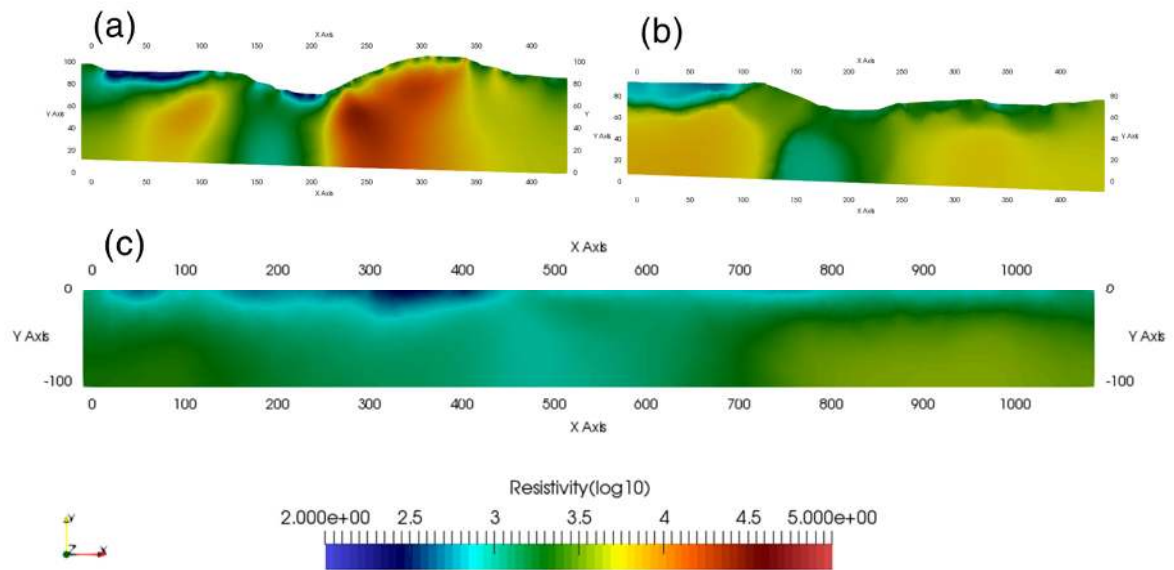 (a)
X Axis
0 50 100 150 200 250 300 350 400
100 100
80 80
60 60
Y Axis Y
40 40
20 20
0 0
0 50 100 150 200 250 300 350 400
X Axis
(b)
X Axis
0 50 100 150 200 250 300 350 400
80 80
60 60
Y Axis Y Axis
40 40
20 20
0 0
0 50 100 150 200 250 300 350 400
X Axis
(c)
X Axis
0 100 200 300 400 500 600 700 800 900 1000
0 0
Y Axis Y Axis
-100 -100
0 100 200 300 400 500 600 700 800 900 1000
X Axis
Resistivity(log10)
2.000e+00 2.5 3 3.5 4 4.5 5.000e+00
Y
Z X